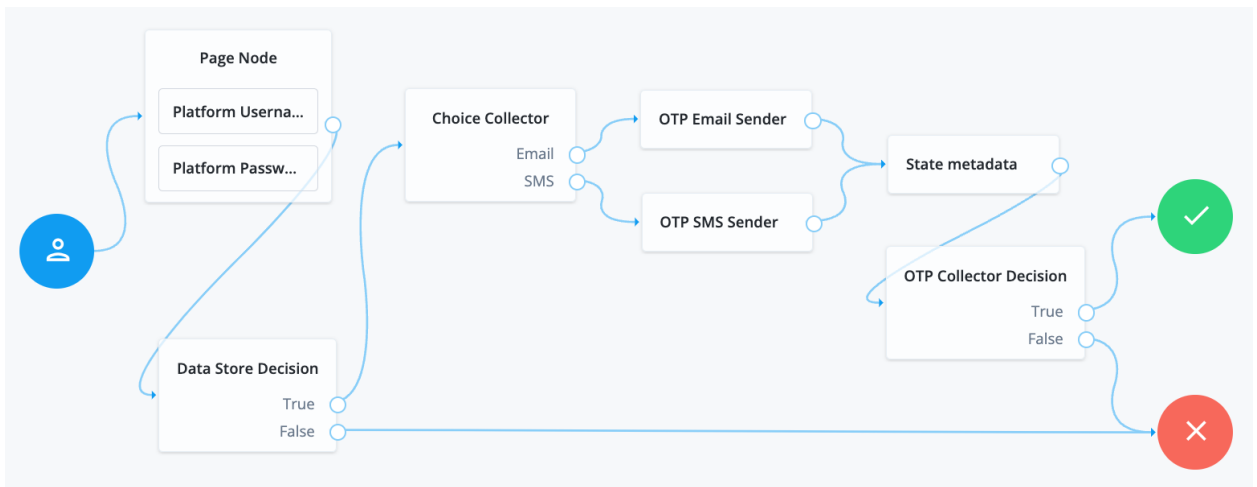 Page Node
Platform Userna...
Platform Passw...
Data Store Decision
True
False
Choice Collector
Email
SMS
OTP Email Sender
OTP SMS Sender
State metadata
OTP Collector Decision
True
False